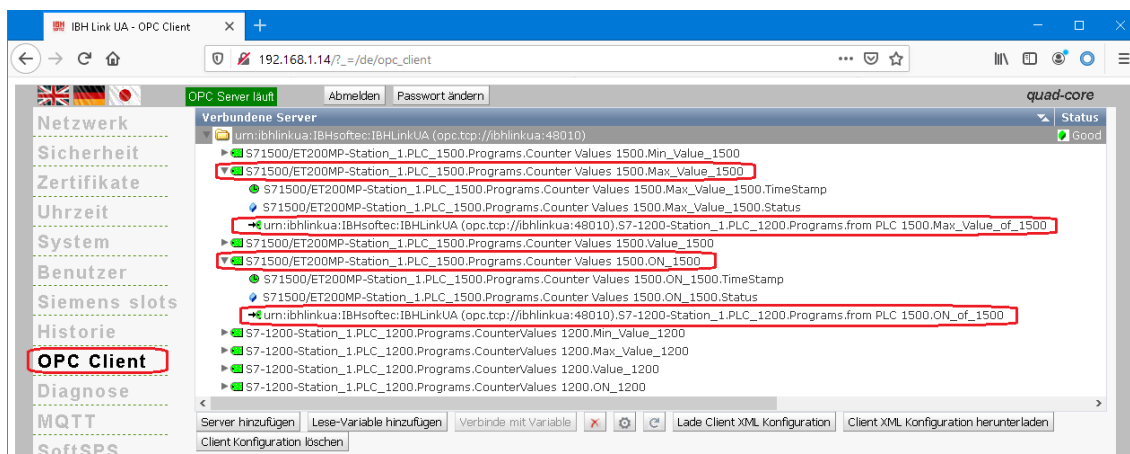 IBH Link UA - OPC Client
192.168.1.14/?_=/de/opc_client
OPC Server läuft
Abmelden
Passwort ändern
quad-core
Netzwerk
Sicherheit
Zertifikate
Uhrzeit
System
Benutzer
Siemens slots
Historie
OPC Client
Diagnose
MQTT
SoftSPS
Verbundene Server
Status
urn:ibhlinkua:IBHsoftec:IBHLinkUA (opc.tcp://ibhlinkua:48010)
Good
S71500/ET200MP-Station_1.PLC_1500.Programs.Counter Values 1500.Min_Value_1500
S71500/ET200MP-Station_1.PLC_1500.Programs.Counter Values 1500.Max_Value_1500
S71500/ET200MP-Station_1.PLC_1500.Programs.Counter Values 1500.Max_Value_1500.TimeStamp
S71500/ET200MP-Station_1.PLC_1500.Programs.Counter Values 1500.Max_Value_1500.Status
urn:ibhlinkua:IBHsoftec:IBHLinkUA (opc.tcp://ibhlinkua:48010).S7-1200-Station_1.PLC_1200.Programs.from PLC 1500.Max_Value_of_1500
S71500/ET200MP-Station_1.PLC_1500.Programs.Counter Values 1500.Value_1500
S71500/ET200MP-Station_1.PLC_1500.Programs.Counter Values 1500.ON_1500
S71500/ET200MP-Station_1.PLC_1500.Programs.Counter Values 1500.ON_1500.TimeStamp
S71500/ET200MP-Station_1.PLC_1500.Programs.Counter Values 1500.ON_1500.Status
urn:ibhlinkua:IBHsoftec:IBHLinkUA (opc.tcp://ibhlinkua:48010).S7-1200-Station_1.PLC_1200.Programs.from PLC 1500.ON_of_1500
S7-1200-Station_1.PLC_1200.Programs.CounterValues 1200.Min_Value_1200
S7-1200-Station_1.PLC_1200.Programs.CounterValues 1200.Max_Value_1200
S7-1200-Station_1.PLC_1200.Programs.CounterValues 1200.Value_1200
S7-1200-Station_1.PLC_1200.Programs.CounterValues 1200.ON_1200
Server hinzufügen
Lese-Variable hinzufügen
Verbinde mit Variable
Lade Client XML Konfiguration
Client XML Konfiguration herunterladen
Client Konfiguration löschen